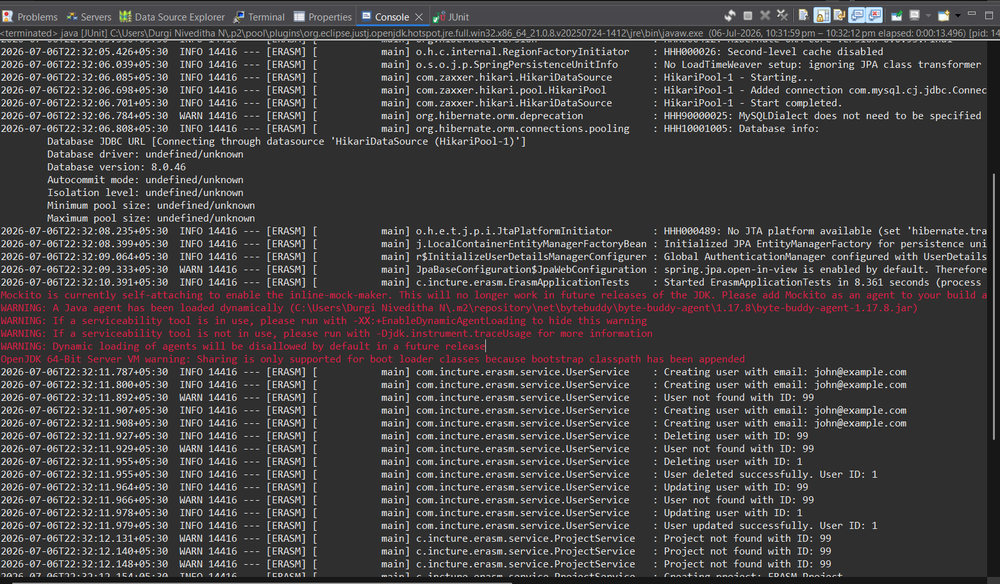 Problems Servers Data Source Explorer Terminal Properties Console JUnit
<terminated> java [JUnit] C:\Users\Durgi Niveditha N\.p2\pool\plugins\org.eclipse.justj.openjdk.hotspot.jre.full.win32.x86_64_21.0.8.v20250724-1412\jre\bin\javaw.exe (06-Jul-2026, 10:31:59 pm – 10:32:12 pm elapsed: 0:00:13.496) [pid: 14
2026-07-06T22:32:05.426+05:30  INFO 14416 --- [ERASM] [           main] o.h.c.internal.RegionFactoryInitiator    : HHH000026: Second-level cache disabled
2026-07-06T22:32:06.039+05:30  INFO 14416 --- [ERASM] [           main] o.s.o.j.p.SpringPersistenceUnitInfo      : No LoadTimeWeaver setup: ignoring JPA class transformer
2026-07-06T22:32:06.085+05:30  INFO 14416 --- [ERASM] [           main] com.zaxxer.hikari.HikariDataSource       : HikariPool-1 - Starting...
2026-07-06T22:32:06.698+05:30  INFO 14416 --- [ERASM] [           main] com.zaxxer.hikari.pool.HikariPool        : HikariPool-1 - Added connection com.mysql.cj.jdbc.Connec
2026-07-06T22:32:06.701+05:30  INFO 14416 --- [ERASM] [           main] com.zaxxer.hikari.HikariDataSource       : HikariPool-1 - Start completed.
2026-07-06T22:32:06.784+05:30  WARN 14416 --- [ERASM] [           main] org.hibernate.orm.deprecation            : HHH90000025: MySQLDialect does not need to be specified
2026-07-06T22:32:06.808+05:30  INFO 14416 --- [ERASM] [           main] org.hibernate.orm.connections.pooling    : HHH10001005: Database info:
Database JDBC URL [Connecting through datasource 'HikariDataSource (HikariPool-1)']
Database driver: undefined/unknown
Database version: 8.0.46
Autocommit mode: undefined/unknown
Isolation level: undefined/unknown
Minimum pool size: undefined/unknown
Maximum pool size: undefined/unknown
2026-07-06T22:32:08.235+05:30  INFO 14416 --- [ERASM] [           main] o.h.e.t.j.p.i.JtaPlatformInitiator       : HHH000489: No JTA platform available (set 'hibernate.tra
2026-07-06T22:32:08.399+05:30  INFO 14416 --- [ERASM] [           main] j.LocalContainerEntityManagerFactoryBean : Initialized JPA EntityManagerFactory for persistence uni
2026-07-06T22:32:09.064+05:30  INFO 14416 --- [ERASM] [           main] r$InitializeUserDetailsManagerConfigurer : Global AuthenticationManager configured with UserDetails
2026-07-06T22:32:09.333+05:30  WARN 14416 --- [ERASM] [           main] JpaBaseConfiguration$JpaWebConfiguration : spring.jpa.open-in-view is enabled by default. Therefore
2026-07-06T22:32:10.391+05:30  INFO 14416 --- [ERASM] [           main] c.incture.erasm.ErasmApplicationTests    : Started ErasmApplicationTests in 8.361 seconds (process
Mockito is currently self-attaching to enable the inline-mock-maker. This will no longer work in future releases of the JDK. Please add Mockito as an agent to your build a
WARNING: A Java agent has been loaded dynamically (C:\Users\Durgi Niveditha N\.m2\repository\net\bytebuddy\byte-buddy-agent\1.17.8\byte-buddy-agent-1.17.8.jar)
WARNING: If a serviceability tool is in use, please run with -XX:+EnableDynamicAgentLoading to hide this warning
WARNING: If a serviceability tool is not in use, please run with -Djdk.instrument.traceUsage for more information
WARNING: Dynamic loading of agents will be disallowed by default in a future release
OpenJDK 64-Bit Server VM warning: Sharing is only supported for boot loader classes because bootstrap classpath has been appended
2026-07-06T22:32:11.787+05:30  INFO 14416 --- [ERASM] [           main] com.incture.erasm.service.UserService    : Creating user with email: john@example.com
2026-07-06T22:32:11.800+05:30  INFO 14416 --- [ERASM] [           main] com.incture.erasm.service.UserService    : Creating user with email: john@example.com
2026-07-06T22:32:11.892+05:30  WARN 14416 --- [ERASM] [           main] com.incture.erasm.service.UserService    : User not found with ID: 99
2026-07-06T22:32:11.907+05:30  INFO 14416 --- [ERASM] [           main] com.incture.erasm.service.UserService    : Creating user with email: john@example.com
2026-07-06T22:32:11.908+05:30  INFO 14416 --- [ERASM] [           main] com.incture.erasm.service.UserService    : Creating user with email: john@example.com
2026-07-06T22:32:11.927+05:30  INFO 14416 --- [ERASM] [           main] com.incture.erasm.service.UserService    : Deleting user with ID: 99
2026-07-06T22:32:11.929+05:30  WARN 14416 --- [ERASM] [           main] com.incture.erasm.service.UserService    : User not found with ID: 99
2026-07-06T22:32:11.955+05:30  INFO 14416 --- [ERASM] [           main] com.incture.erasm.service.UserService    : Deleting user with ID: 1
2026-07-06T22:32:11.955+05:30  INFO 14416 --- [ERASM] [           main] com.incture.erasm.service.UserService    : User deleted successfully. User ID: 1
2026-07-06T22:32:11.964+05:30  INFO 14416 --- [ERASM] [           main] com.incture.erasm.service.UserService    : Updating user with ID: 99
2026-07-06T22:32:11.966+05:30  WARN 14416 --- [ERASM] [           main] com.incture.erasm.service.UserService    : User not found with ID: 99
2026-07-06T22:32:11.978+05:30  INFO 14416 --- [ERASM] [           main] com.incture.erasm.service.UserService    : Updating user with ID: 1
2026-07-06T22:32:11.979+05:30  INFO 14416 --- [ERASM] [           main] com.incture.erasm.service.UserService    : User updated successfully. User ID: 1
2026-07-06T22:32:12.131+05:30  WARN 14416 --- [ERASM] [           main] c.incture.erasm.service.ProjectService   : Project not found with ID: 99
2026-07-06T22:32:12.140+05:30  WARN 14416 --- [ERASM] [           main] c.incture.erasm.service.ProjectService   : Project not found with ID: 99
2026-07-06T22:32:12.148+05:30  WARN 14416 --- [ERASM] [           main] c.incture.erasm.service.ProjectService   : Project not found with ID: 99
2026-07-06T22:32:12.154+05:30  INFO 14416 --- [ERASM] [           main] c.incture.erasm.service.ProjectService   : Creating project: ERASM Project